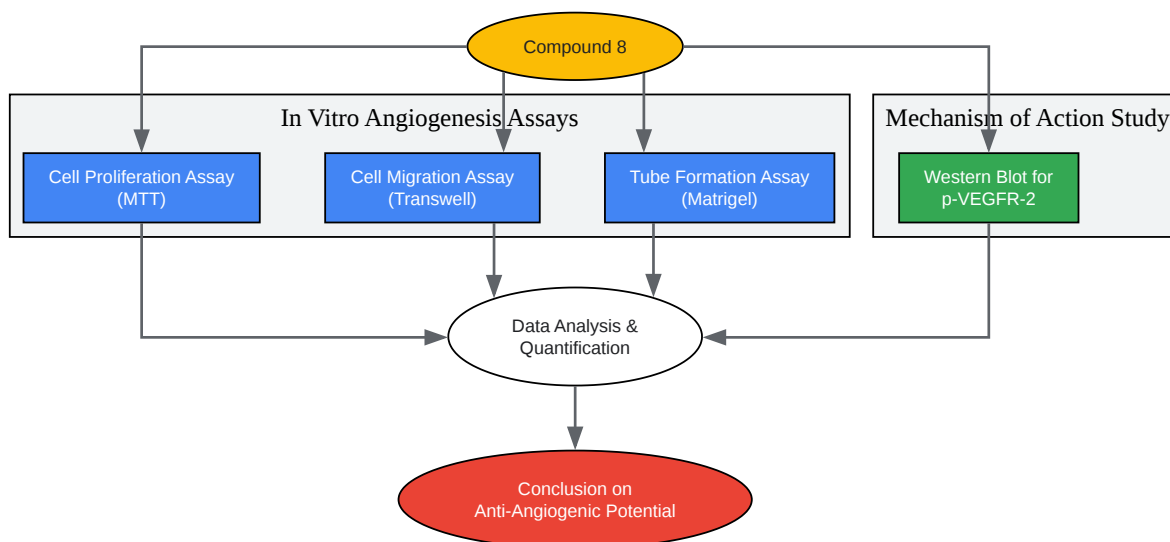 Compound 8
In Vitro Angiogenesis Assays
Mechanism of Action Study
Cell Proliferation Assay
(MTT)
Cell Migration Assay
(Transwell)
Tube Formation Assay
(Matrigel)
Western Blot for
p-VEGFR-2
Data Analysis &
Quantification
Conclusion on
Anti-Angiogenic Potential